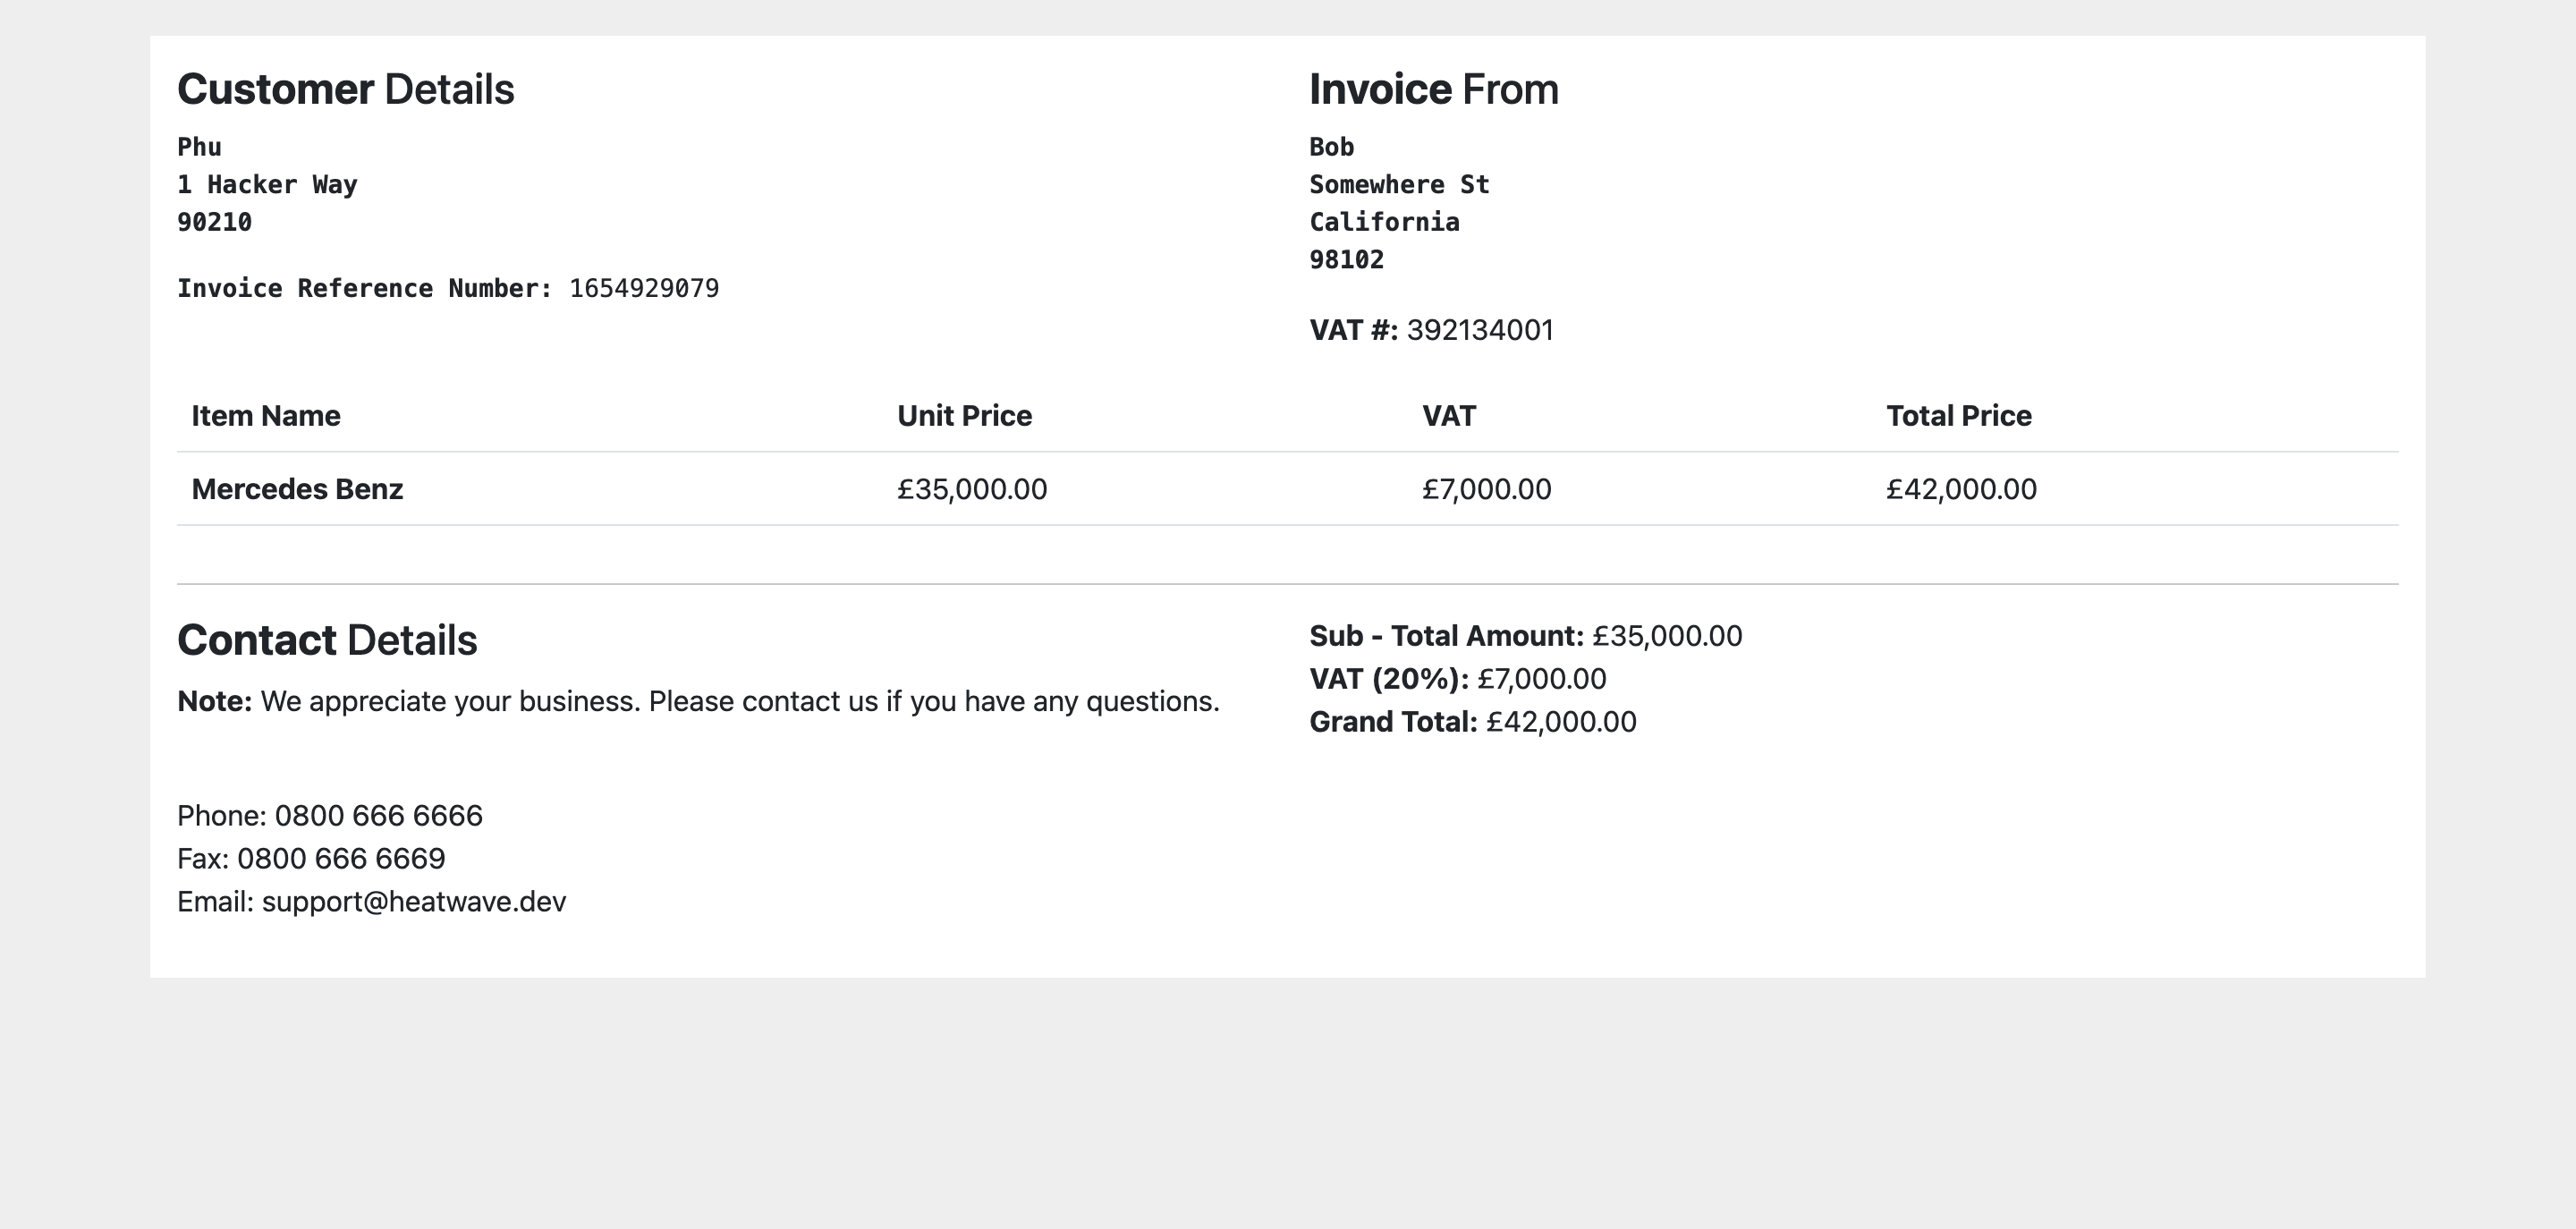 Customer Details
Phu
1 Hacker Way
90210
Invoice Reference Number: 1654929079
Invoice From
Bob
Somewhere St
California
98102
VAT #: 392134001
Item Name Unit Price VAT Total Price
Mercedes Benz £35,000.00 £7,000.00 £42,000.00
Contact Details
Note: We appreciate your business. Please contact us if you have any questions.
Phone: 0800 666 6666
Fax: 0800 666 6669
Email: support@heatwave.dev
Sub - Total Amount: £35,000.00
VAT (20%): £7,000.00
Grand Total: £42,000.00